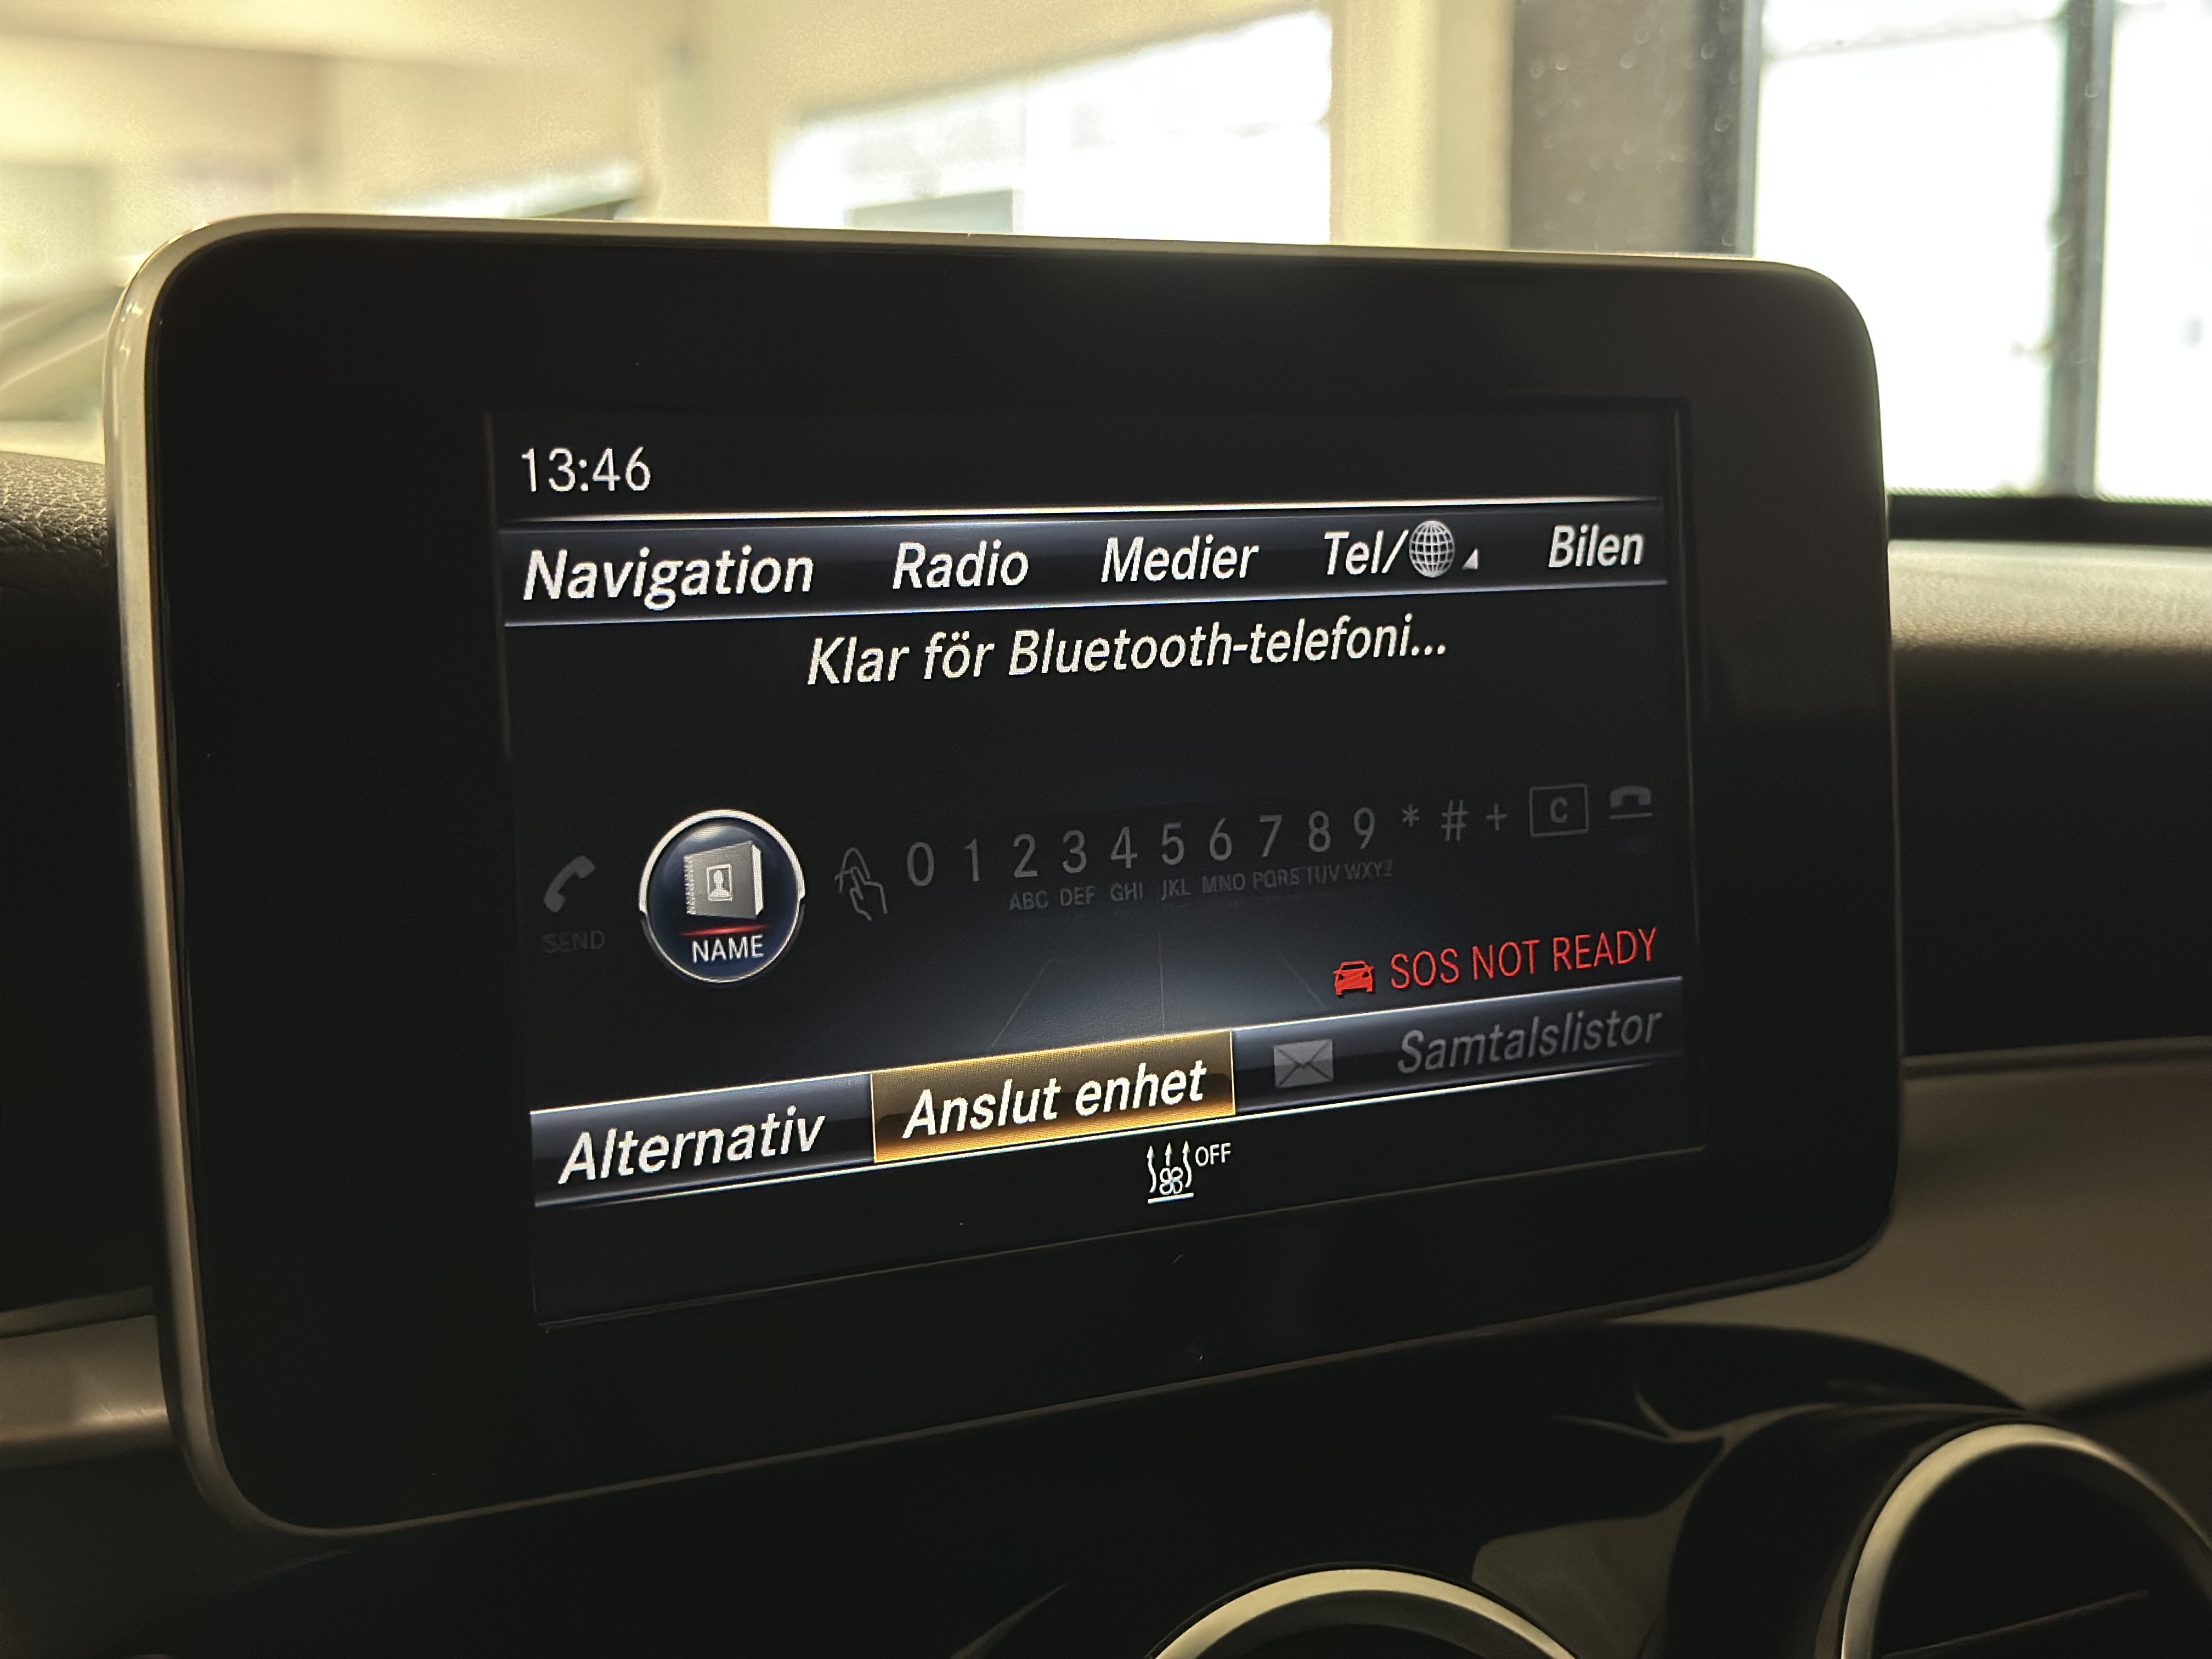 13:46
Navigation Radio Medier Tel/ Bilen
Klar för Bluetooth-telefoni...
0 1 2 3 4 5 6 7 8 9 * # + C
ABC DEF GHI JKL MNO PQRS TUV WXYZ
SEND
NAME
SOS NOT READY
Alternativ Anslut enhet Samtalslistor
OFF